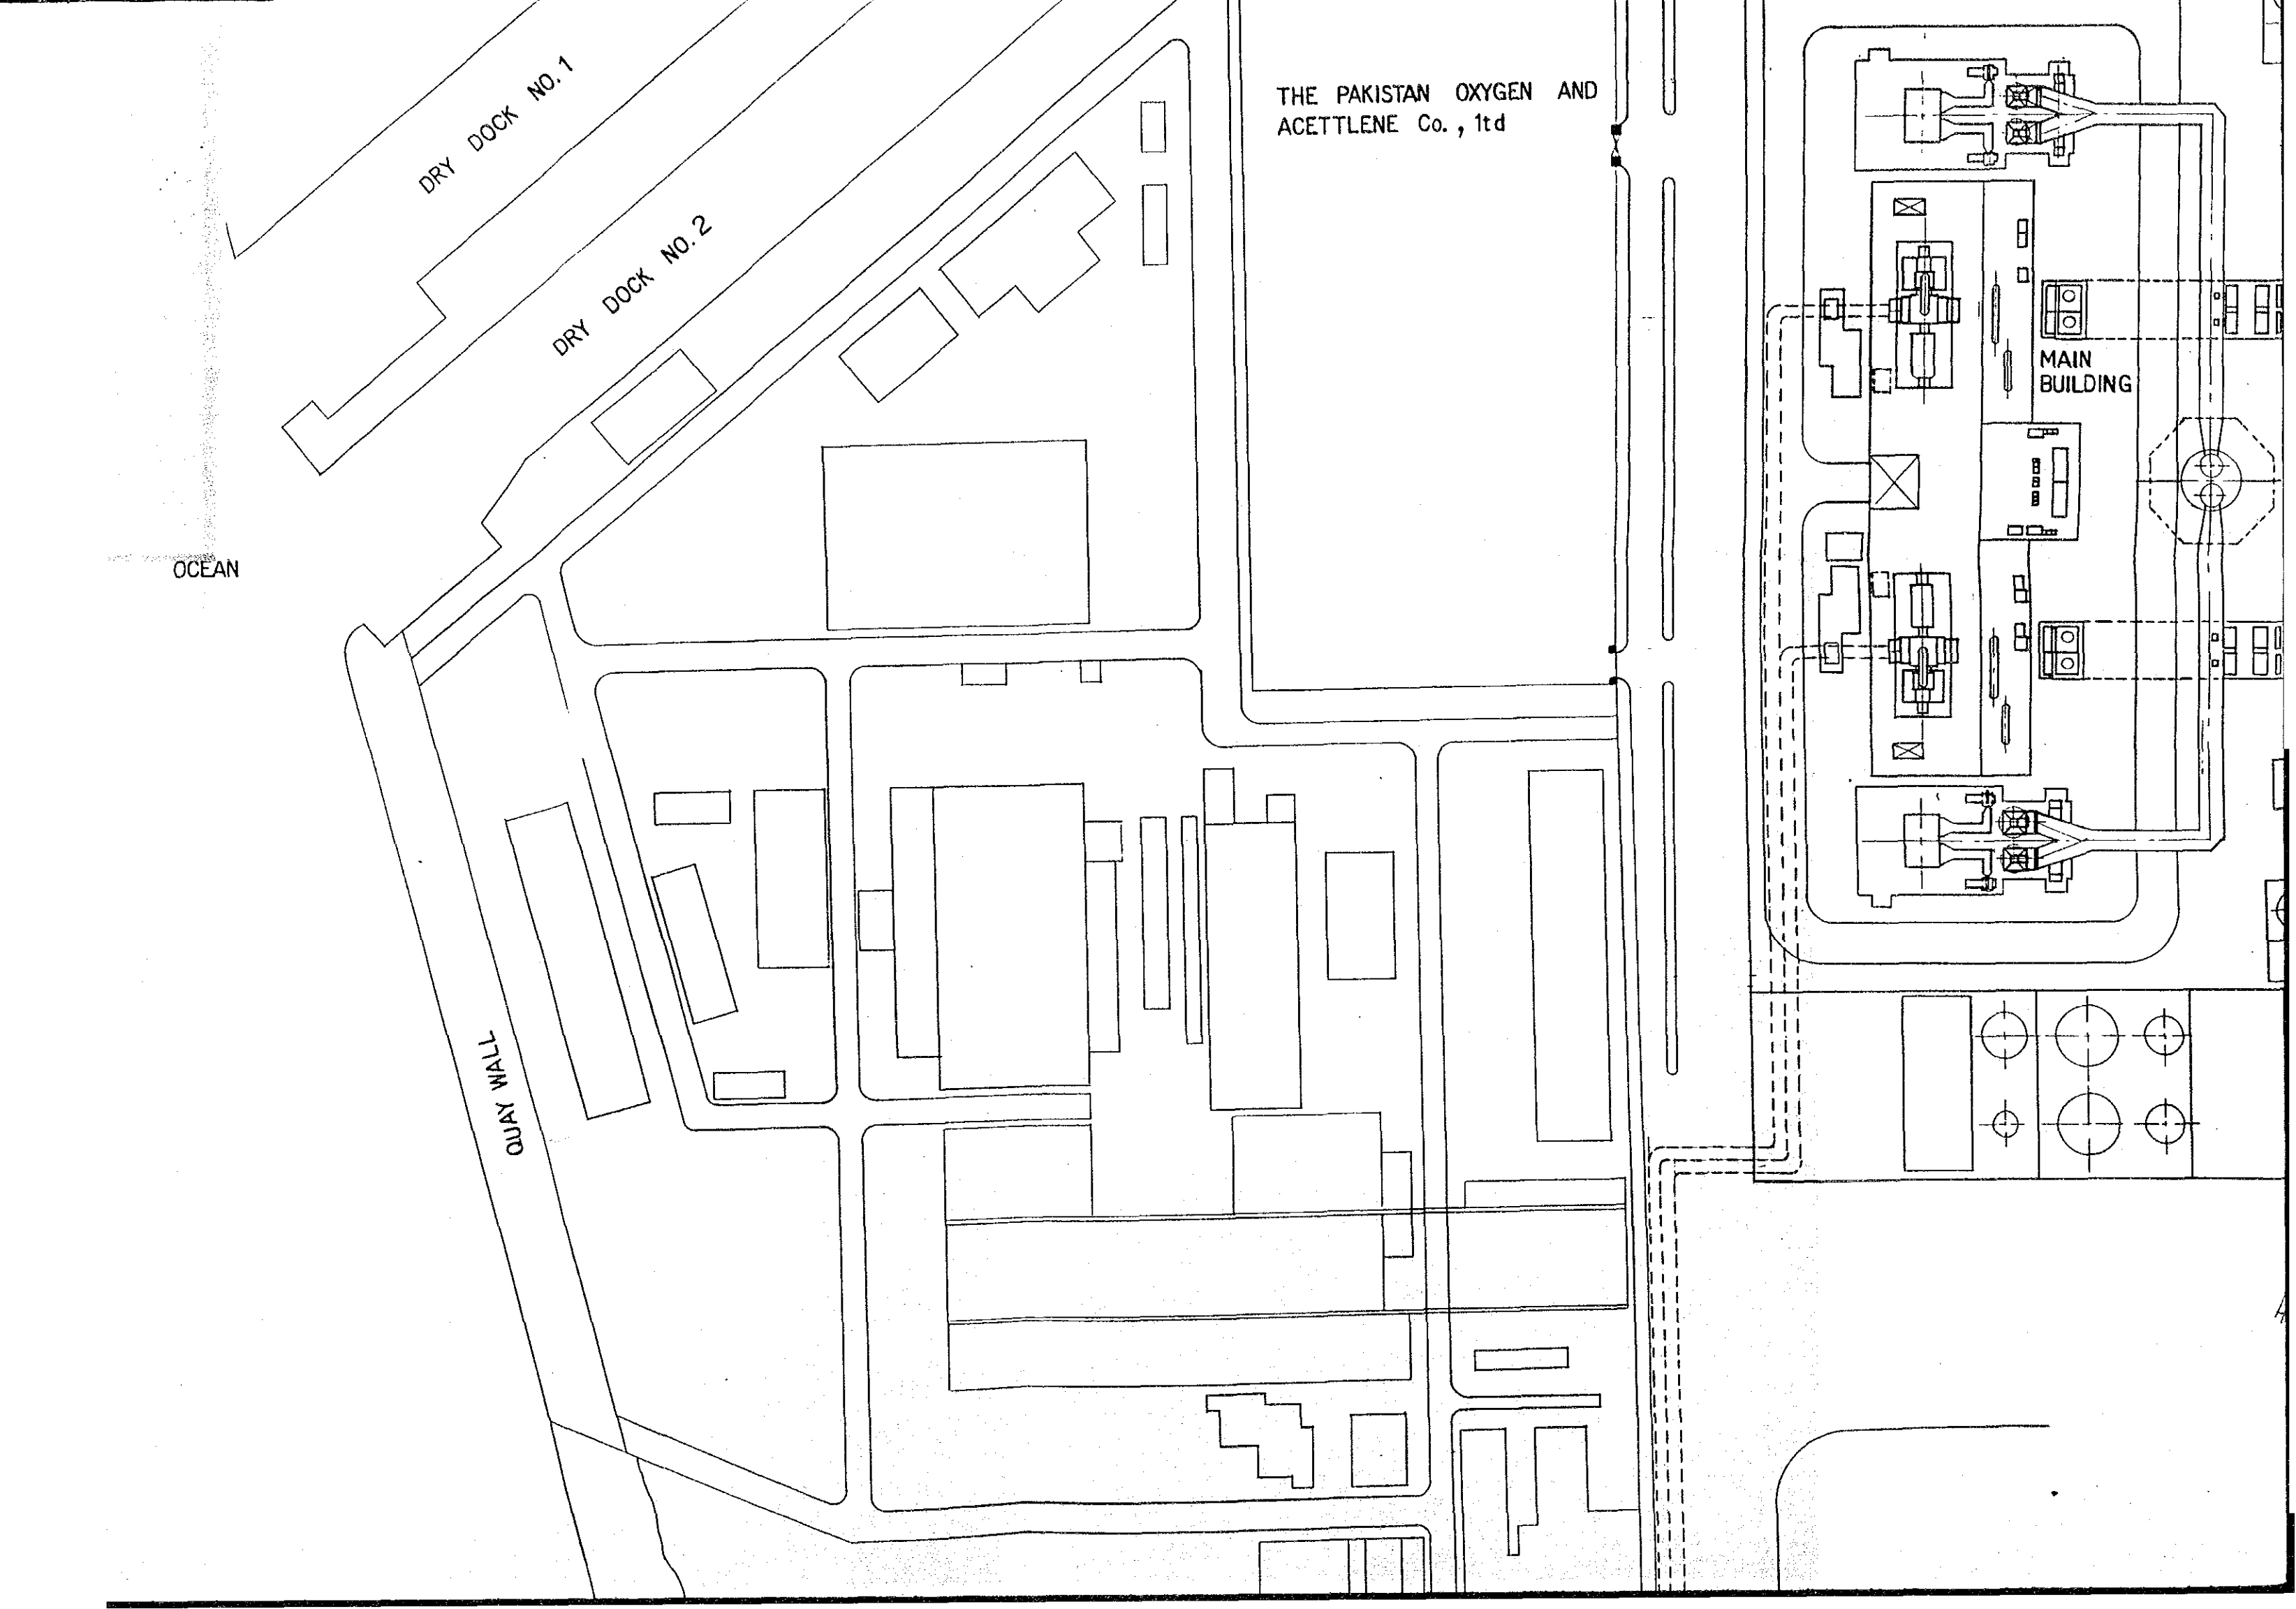 DRY DOCK NO.1
THE PAKISTAN OXYGEN AND
ACETTLENE Co., 1td
DRY DOCK NO.2
MAIN
BUILDING
OCEAN
QUAY WALL